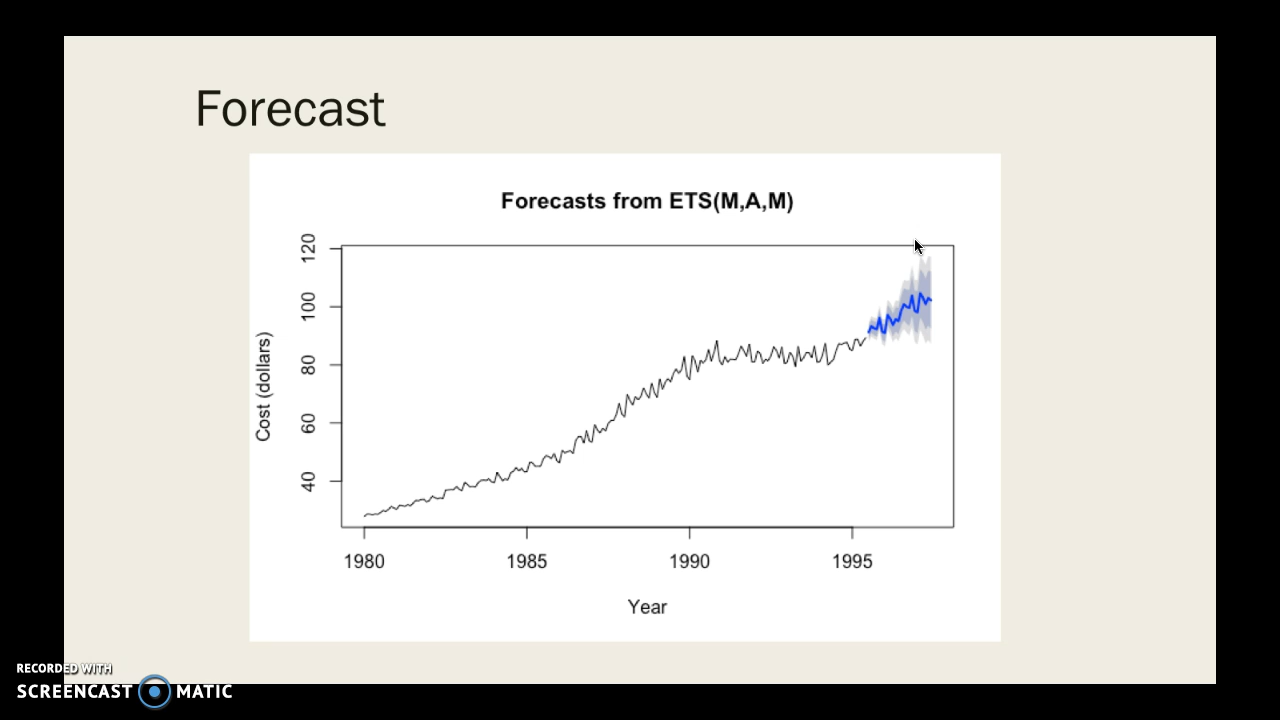 Forecast
Forecasts from ETS(M,A,M)
120
100
80
60
40
Cost (dollars)
1980 1985 1990 1995
Year
RECORDED WITH
SCREENCAST MATIC